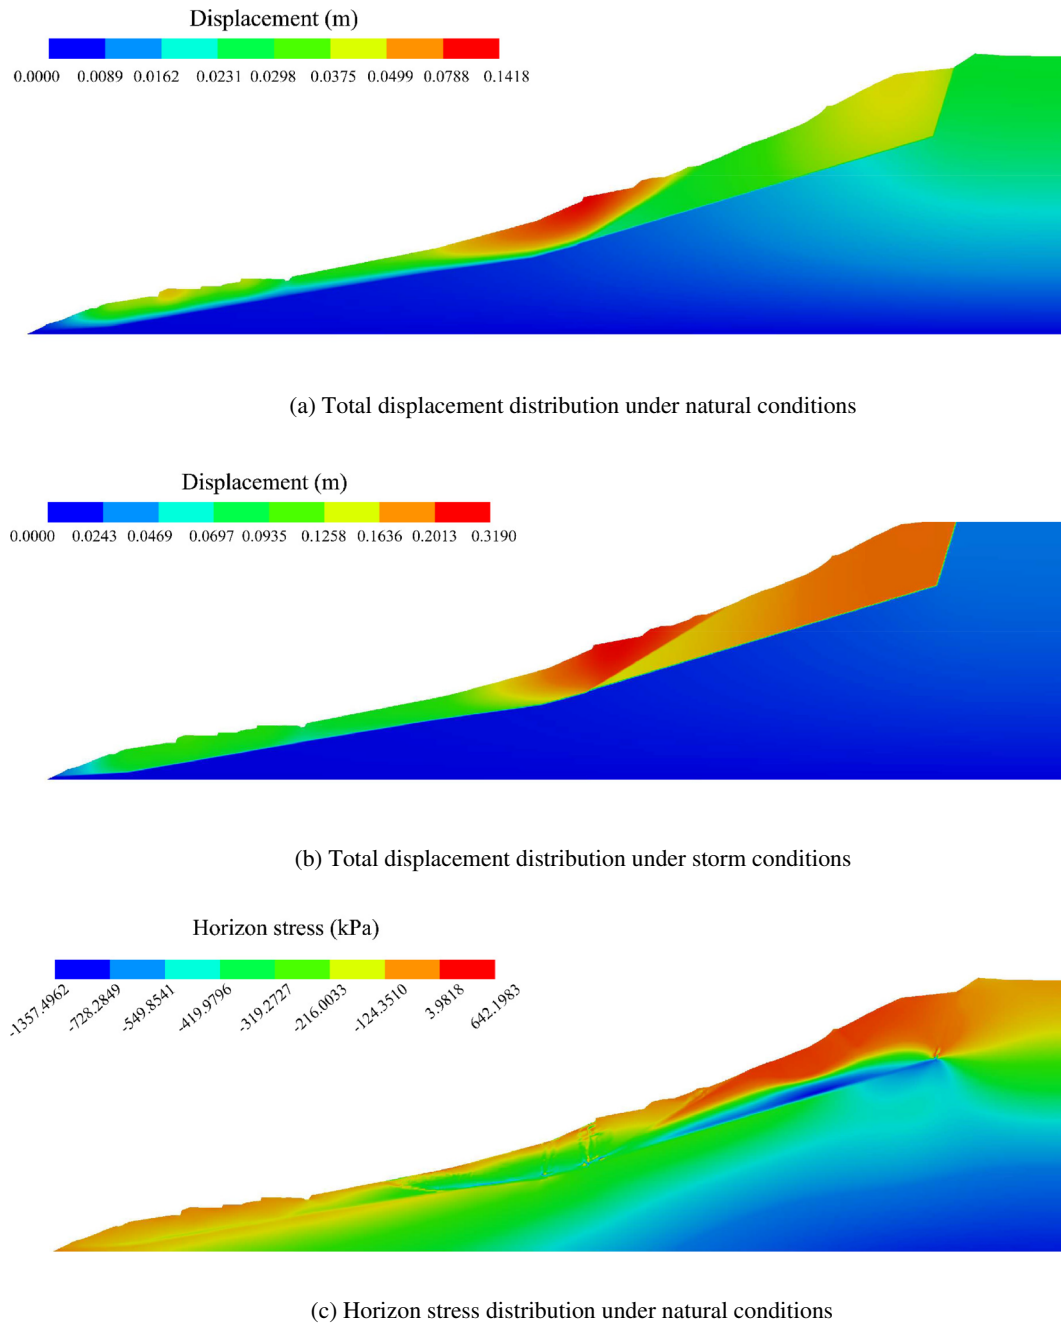 Displacement (m)
0.0000 0.0089 0.0162 0.0231 0.0298 0.0375 0.0499 0.0788 0.1418
(a) Total displacement distribution under natural conditions
Displacement (m)
0.0000 0.0243 0.0469 0.0697 0.0935 0.1258 0.1636 0.2013 0.3190
(b) Total displacement distribution under storm conditions
Horizon stress (kPa)
-1357.4962 -728.2849 -549.8541 -419.9796 -319.2727 -216.0033 -124.3510 3.9818 642.1983
(c) Horizon stress distribution under natural conditions